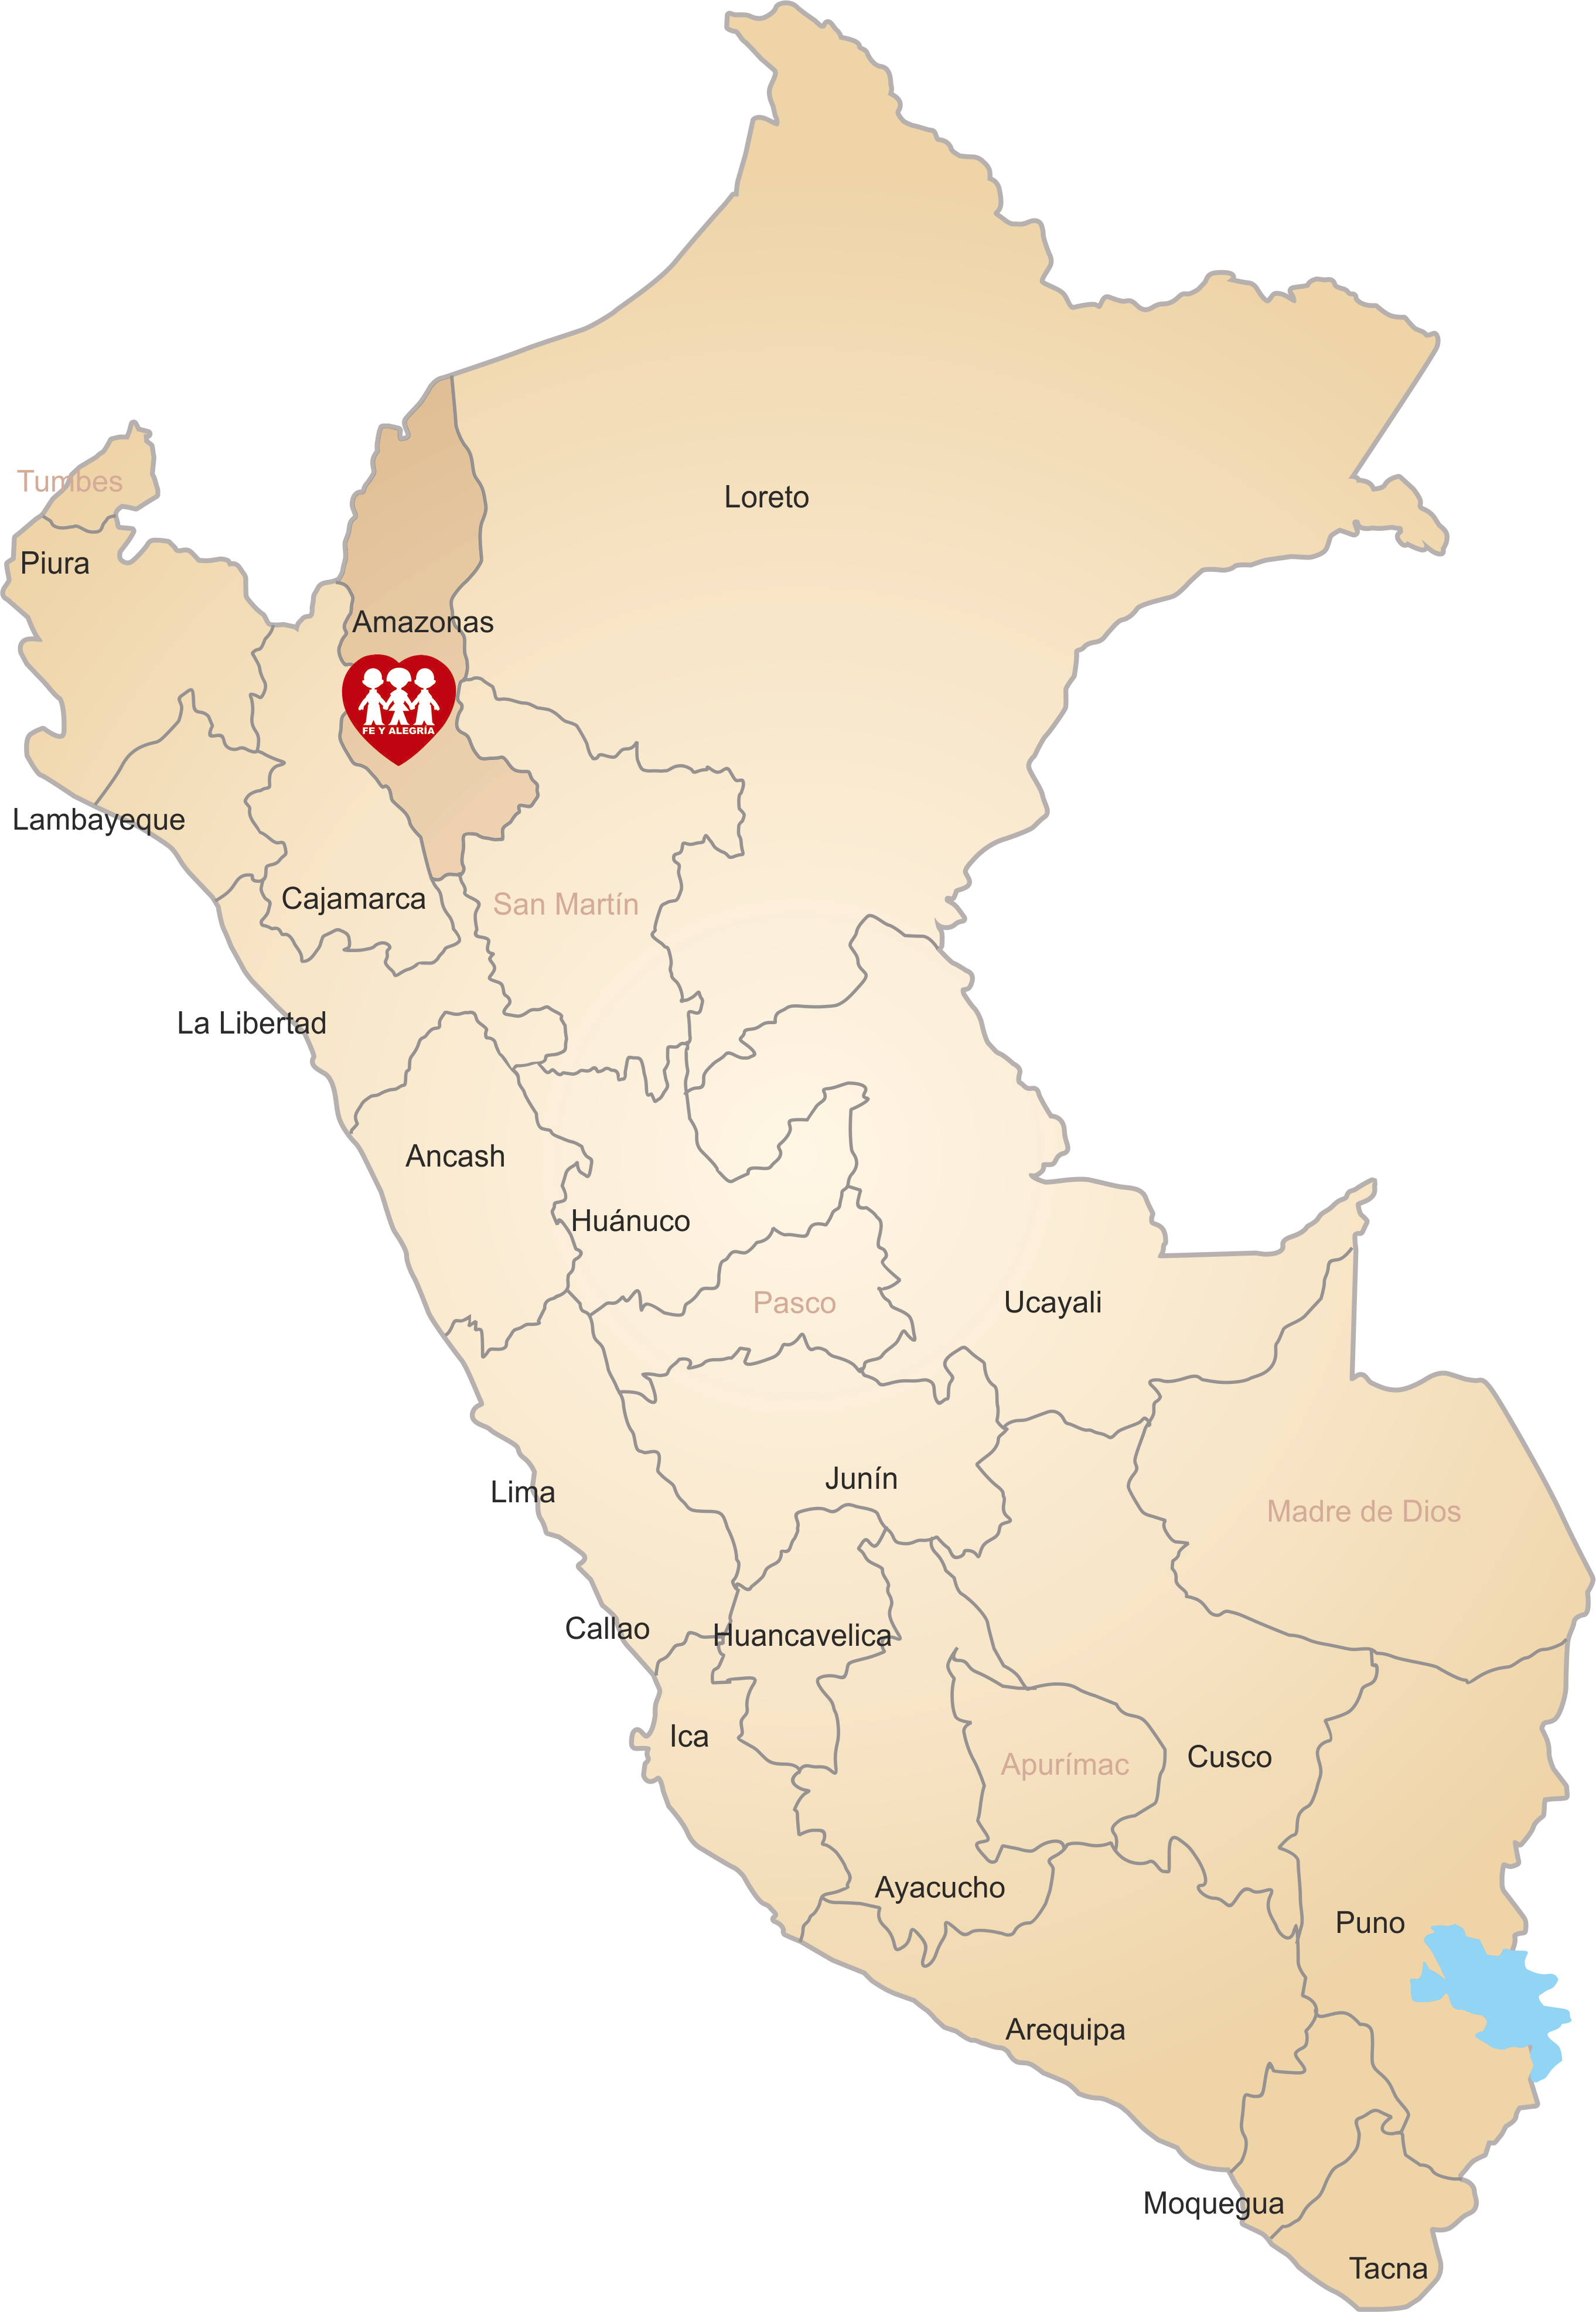 Loreto
Tumbes
Piura
Amazonas
FE Y ALEGRÍA
Lambayeque
Cajamarca
San Martín
La Libertad
Ancash
Huánuco
Pasco
Ucayali
Junín
Lima
Madre de Dios
Callao
Huancavelica
Ica
Apurímac
Cusco
Ayacucho
Puno
Arequipa
Moquegua
Tacna